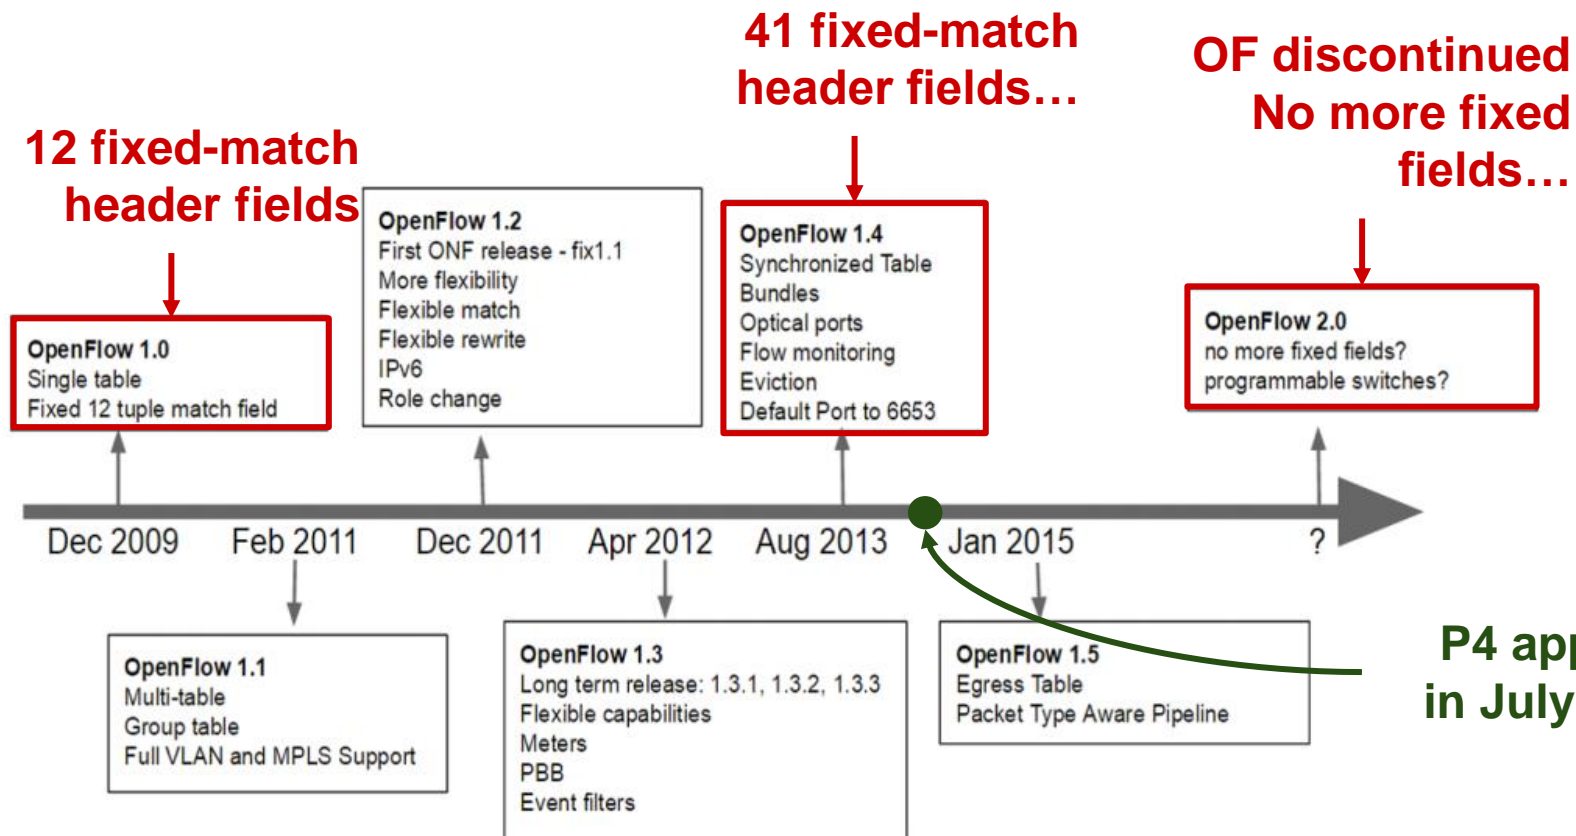 41 fixed-match
header fields…
OF discontinued
No more fixed
fields…
12 fixed-match
header fields
OpenFlow 1.0
Single table
Fixed 12 tuple match field
OpenFlow 1.2
First ONF release - fix1.1
More flexibility
Flexible match
Flexible rewrite
IPv6
Role change
OpenFlow 1.4
Synchronized Table
Bundles
Optical ports
Flow monitoring
Eviction
Default Port to 6653
OpenFlow 2.0
no more fixed fields?
programmable switches?
Dec 2009 Feb 2011 Dec 2011 Apr 2012 Aug 2013 Jan 2015 ?
OpenFlow 1.1
Multi-table
Group table
Full VLAN and MPLS Support
OpenFlow 1.3
Long term release: 1.3.1, 1.3.2, 1.3.3
Flexible capabilities
Meters
PBB
Event filters
OpenFlow 1.5
Egress Table
Packet Type Aware Pipeline
P4
in July